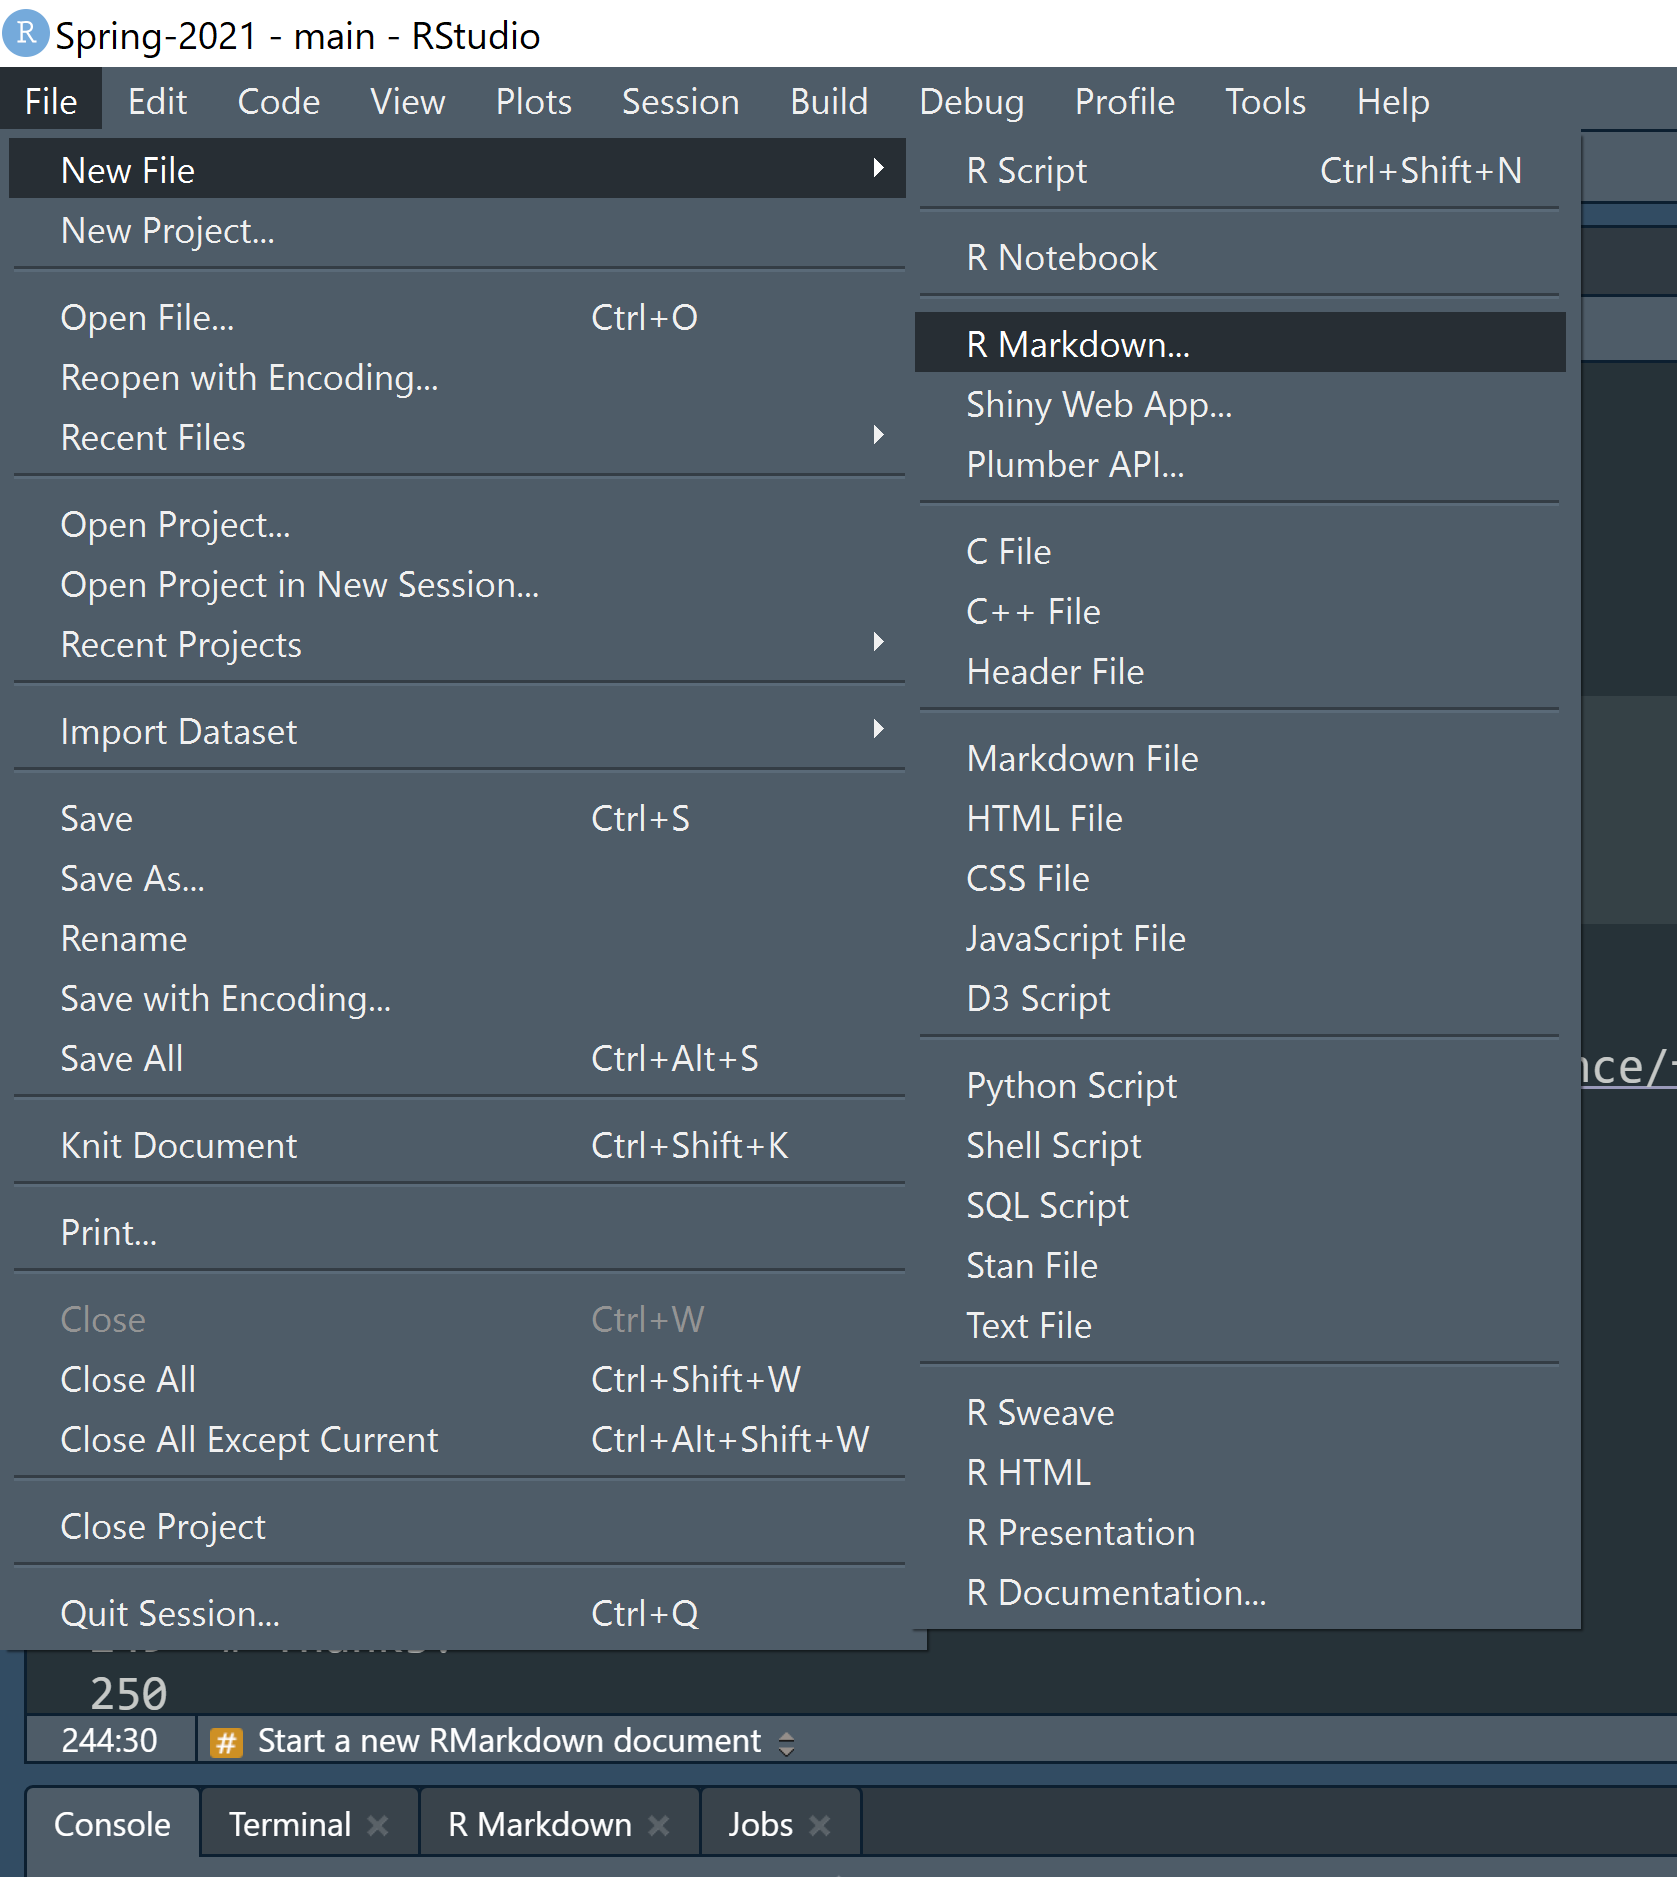 R Spring-2021 - main - RStudio
File Edit Code View Plots Session Build Debug Profile Tools Help
New File
New Project...
Open File... Ctrl+O
Reopen with Encoding...
Recent Files
Open Project...
Open Project in New Session...
Recent Projects
Import Dataset
Save Ctrl+S
Save As...
Rename
Save with Encoding...
Save All Ctrl+Alt+S
Knit Document Ctrl+Shift+K
Print...
Close Ctrl+W
Close All Ctrl+Shift+W
Close All Except Current Ctrl+Alt+Shift+W
Close Project
Quit Session... Ctrl+Q
R Script Ctrl+Shift+N
R Notebook
R Markdown...
Shiny Web App...
Plumber API...
C File
C++ File
Header File
Markdown File
HTML File
CSS File
JavaScript File
D3 Script
Python Script
Shell Script
SQL Script
Stan File
Text File
R Sweave
R HTML
R Presentation
R Documentation...
250
244:30 # Start a new RMarkdown document
Console Terminal R Markdown Jobs